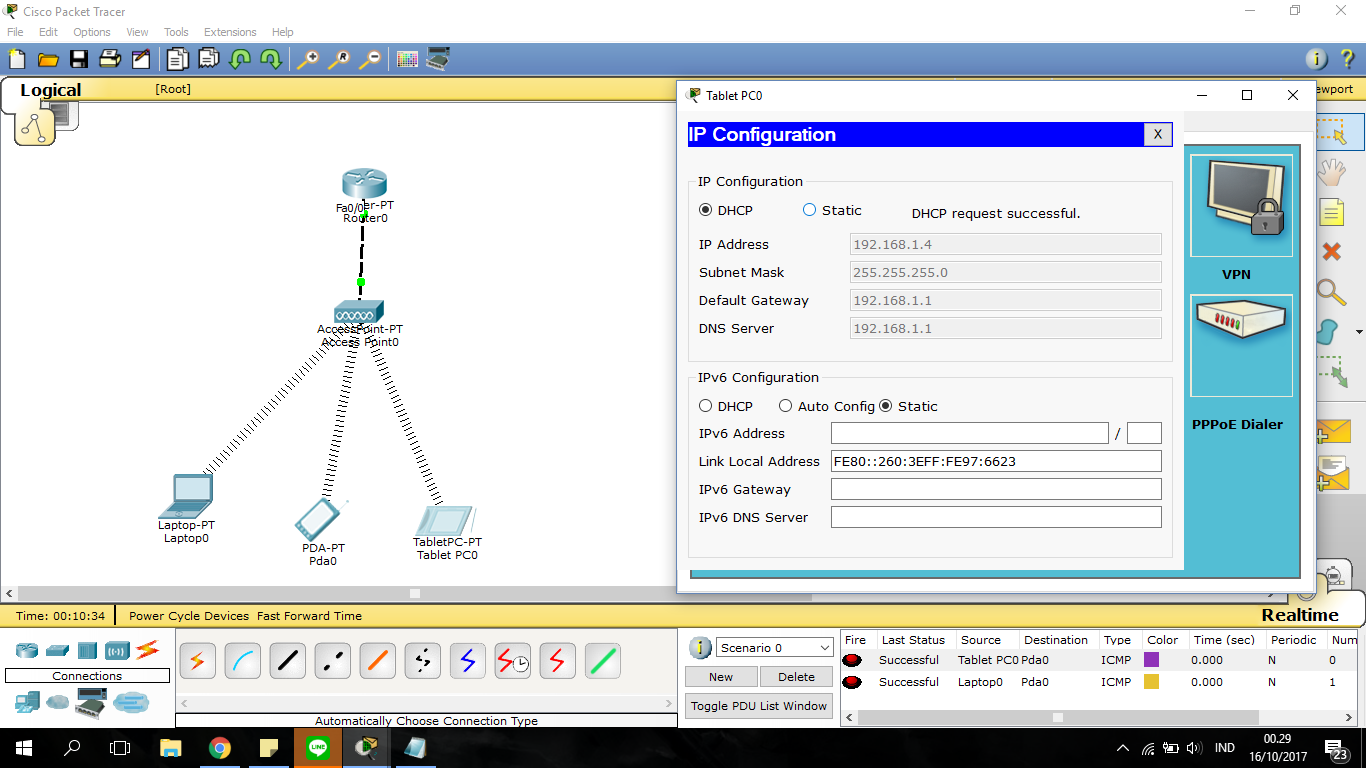 Cisco Packet Tracer
File Edit Options View Tools Extensions Help
Logical
[Root]
ewport
Fa0/0
er-PT
Router0
AccessPoint-PT
Access Point0
Laptop-PT
Laptop0
PDA-PT
Pda0
TabletPC-PT
Tablet PC0
Tablet PC0
IP Configuration
X
IP Configuration
DHCP Static DHCP request successful.
IP Address 192.168.1.4
Subnet Mask 255.255.255.0
Default Gateway 192.168.1.1
DNS Server 192.168.1.1
IPv6 Configuration
DHCP Auto Config Static
IPv6 Address /
Link Local Address FE80::260:3EFF:FE97:6623
IPv6 Gateway
IPv6 DNS Server
VPN
PPPoE Dialer
Time: 00:10:34 Power Cycle Devices Fast Forward Time
Realtime
Connections
Automatically Choose Connection Type
Scenario 0
New Delete
Toggle PDU List Window
Fire Last Status Source Destination Type Color Time (sec) Periodic Num
Successful Tablet PC0 Pda0 ICMP 0.000 N 0
Successful Laptop0 Pda0 ICMP 0.000 N 1
LINE
IND
00.29
16/10/2017
23